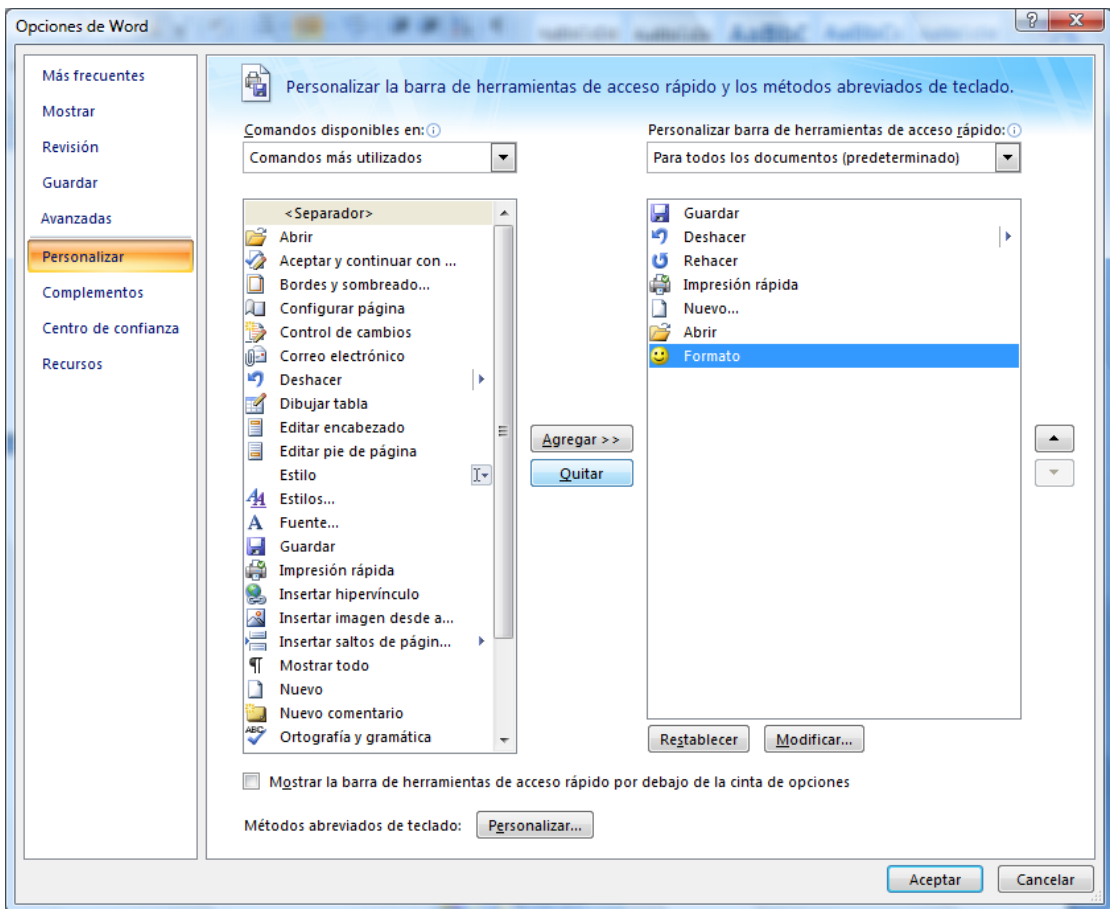 Opciones de Word
?
X
Más frecuentes
Mostrar
Revisión
Guardar
Avanzadas
Personalizar
Complementos
Centro de confianza
Recursos
Personalizar la barra de herramientas de acceso rápido y los métodos abreviados de teclado.
Comandos disponibles en:
Comandos más utilizados
<Separador>
Abrir
Aceptar y continuar con ...
Bordes y sombreado...
Configurar página
Control de cambios
Correo electrónico
Deshacer
Dibujar tabla
Editar encabezado
Editar pie de página
Estilo
Estilos...
Fuente...
Guardar
Impresión rápida
Insertar hipervínculo
Insertar imagen desde a...
Insertar saltos de págin...
Mostrar todo
Nuevo
Nuevo comentario
Ortografía y gramática
Agregar >>
Quitar
Personalizar barra de herramientas de acceso rápido:
Para todos los documentos (predeterminado)
Guardar
Deshacer
Rehacer
Impresión rápida
Nuevo...
Abrir
Formato
Restablecer
Modificar...
Mostrar la barra de herramientas de acceso rápido por debajo de la cinta de opciones
Métodos abreviados de teclado:
Personalizar...
Aceptar
Cancelar